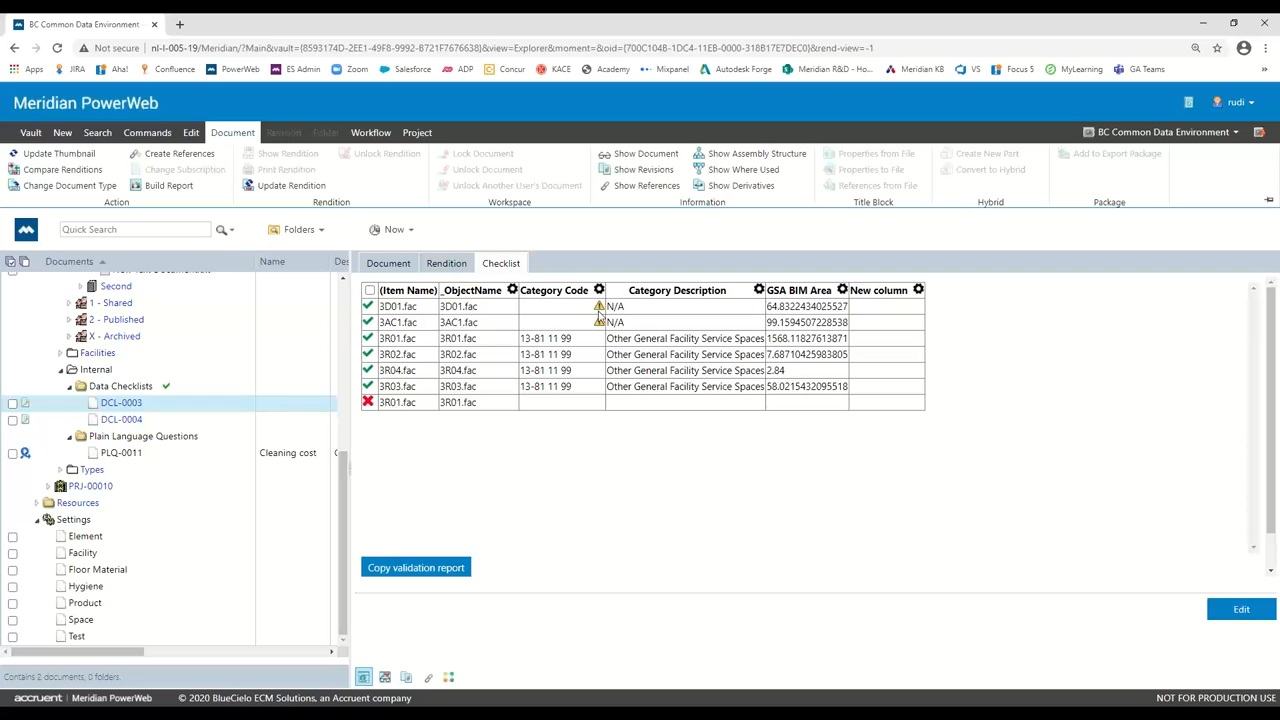 BC Common Data Environment
Not secure nl-l-005-19/Meridian/?Main&vault={8593174D-2EE1-49F8-9992-B721F7676638}&view=Explorer&moment=&oid={700C104B-1DC4-11EB-0000-318B17E7DEC0}&rend-view=-1
Apps JIRA Aha! Confluence PowerWeb ES Admin Zoom Salesforce ADP Concur KACE Academy Mixpanel Autodesk Forge Meridian R&D - Ho... Meridian KB VS Focus 5 MyLearning GA Teams »
Meridian PowerWeb rudi
Vault New Search Commands Edit Document Revision Folder Workflow Project BC Common Data Environment
Update Thumbnail Create References Show Rendition Unlock Rendition Lock Document Show Document Show Assembly Structure Properties from File Create New Part Add to Export Package
Compare Renditions Change Subscription Print Rendition Unlock Document Show Revisions Show Where Used Properties to File Convert to Hybrid
Change Document Type Build Report Update Rendition Unlock Another User's Document Show References Show Derivatives References from File
Action Rendition Workspace Information Title Block Hybrid Package
Quick Search Folders Now
Documents Name Des
Document Rendition Checklist
Second
1 - Shared
2 - Published
X - Archived
Facilities
Internal
Data Checklists
DCL-0003
DCL-0004
Plain Language Questions
PLQ-0011 Cleaning cost
Types
PRJ-00010
Resources
Settings
Element
Facility
Floor Material
Hygiene
Product
Space
Test
Contains 2 documents, 0 folders.
(Item Name) _ObjectName Category Code Category Description GSA BIM Area New column
3D01.fac 3D01.fac N/A 64.8322434025527
3AC1.fac 3AC1.fac N/A 99.1594507228538
3R01.fac 3R01.fac 13-81 11 99 Other General Facility Service Spaces 1568.11827613871
3R02.fac 3R02.fac 13-81 11 99 Other General Facility Service Spaces 7.68710425983805
3R04.fac 3R04.fac 13-81 11 99 Other General Facility Service Spaces 2.84
3R03.fac 3R03.fac 13-81 11 99 Other General Facility Service Spaces 58.0215432095518
3R01.fac 3R01.fac
Copy validation report
Edit
accruent Meridian PowerWeb © 2020 BlueCielo ECM Solutions, an Accruent company NOT FOR PRODUCTION USE